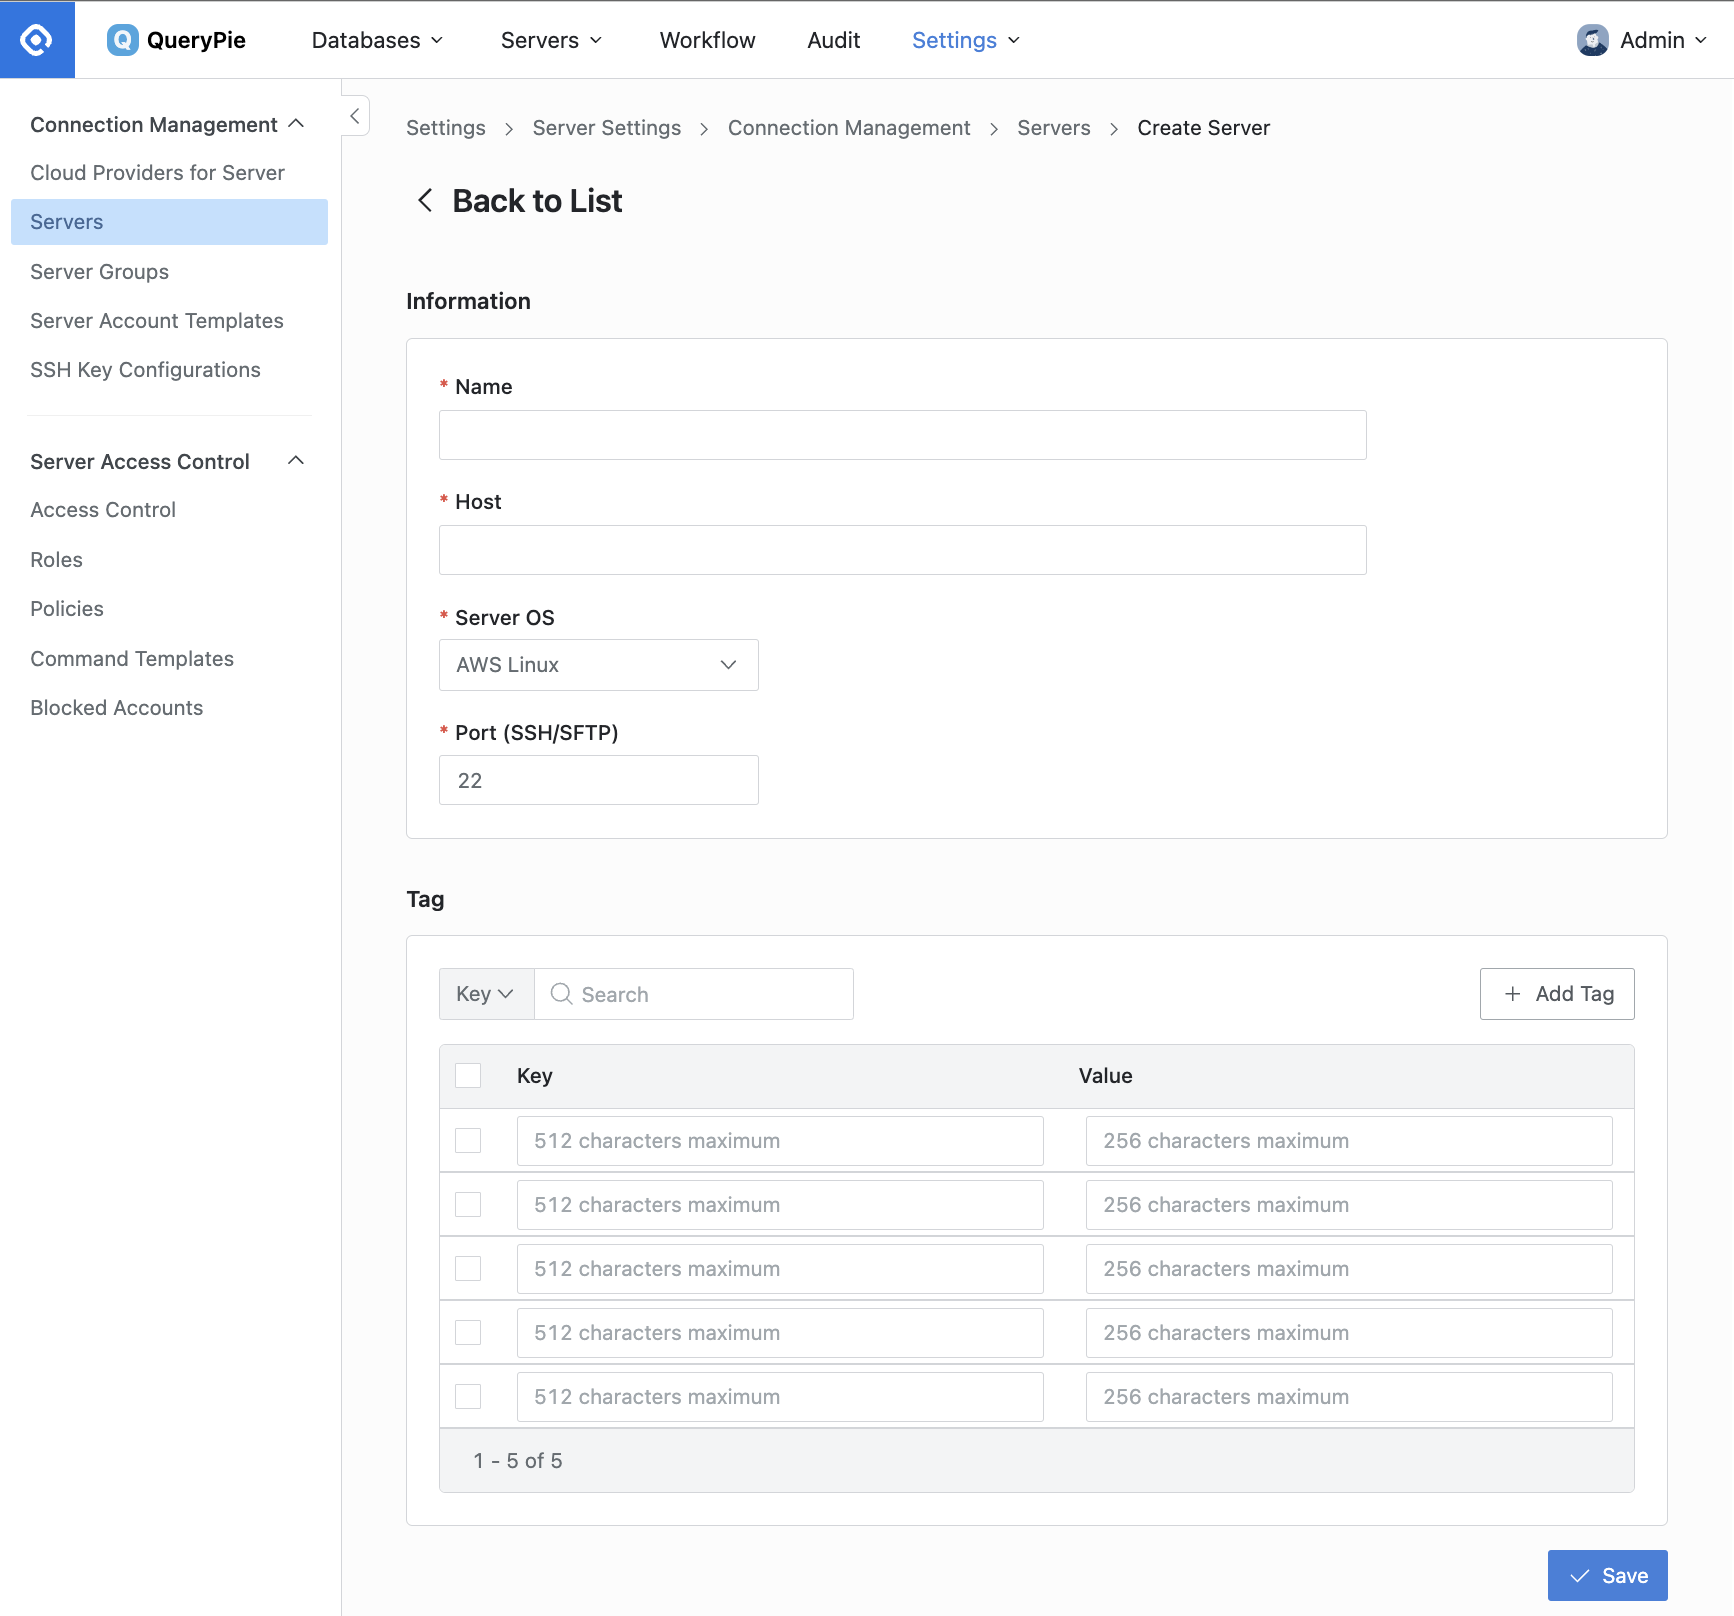 QueryPie
Databases
Servers
Workflow
Audit
Settings
Admin
Connection Management
Cloud Providers for Server
Servers
Server Groups
Server Account Templates
SSH Key Configurations
Server Access Control
Access Control
Roles
Policies
Command Templates
Blocked Accounts
Settings > Server Settings > Connection Management > Servers > Create Server
Back to List
Information
* Name
* Host
* Server OS
AWS Linux
* Port (SSH/SFTP)
22
Tag
Key
Search
+ Add Tag
Key Value
512 characters maximum 256 characters maximum
512 characters maximum 256 characters maximum
512 characters maximum 256 characters maximum
512 characters maximum 256 characters maximum
512 characters maximum 256 characters maximum
1 - 5 of 5
Save